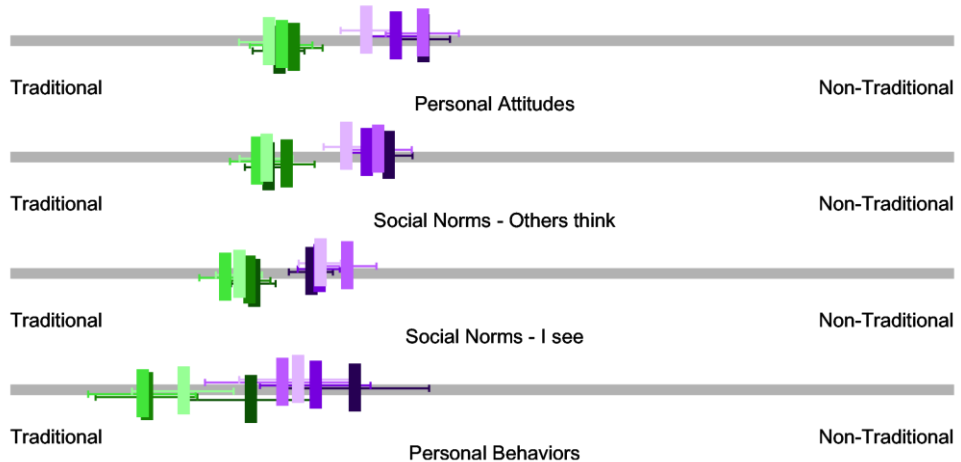 Traditional
Non-Traditional
Personal Attitudes
Traditional
Non-Traditional
Social Norms - Others think
Traditional
Non-Traditional
Social Norms - I see
Traditional
Non-Traditional
Personal Behaviors